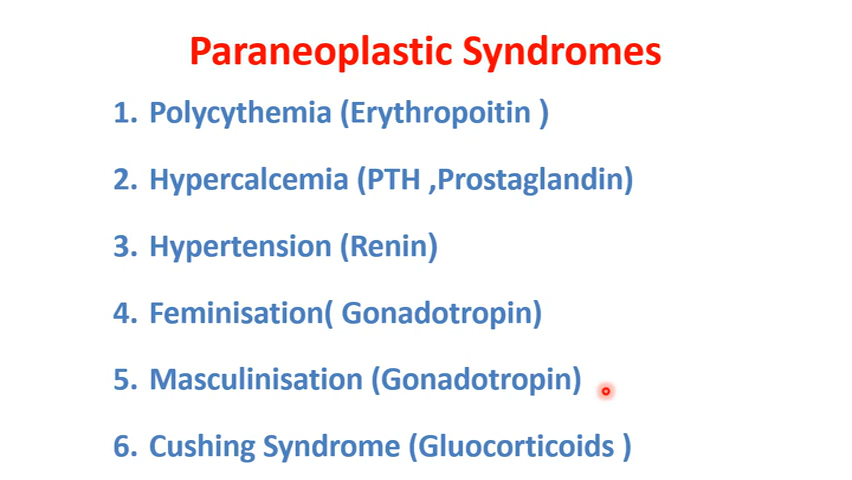 Paraneoplastic Syndromes
1. Polycythemia (Erythropoitin )
2. Hypercalcemia (PTH ,Prostaglandin)
3. Hypertension (Renin)
4. Feminisation( Gonadotropin)
5. Masculinisation (Gonadotropin)
6. Cushing Syndrome (Gluocorticoids )